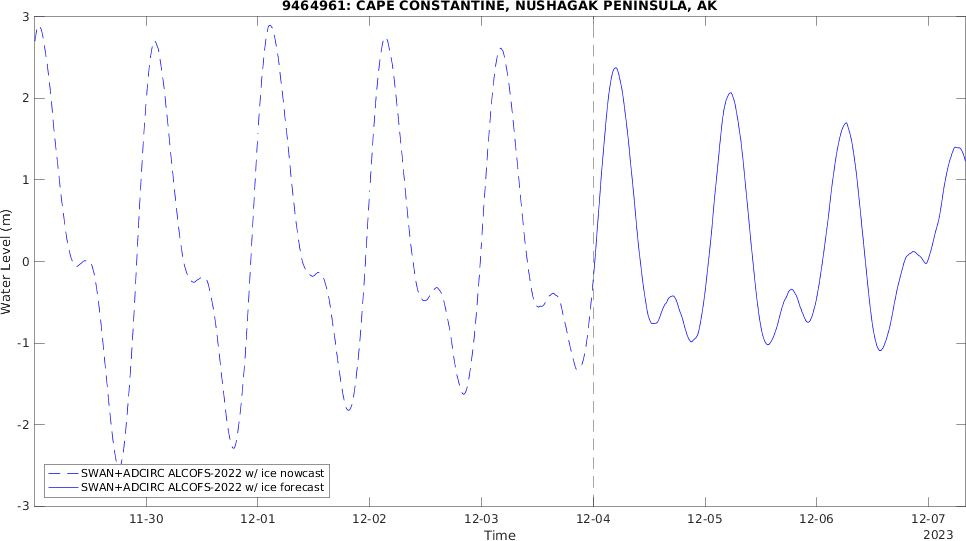 9464961: CAPE CONSTANTINE, NUSHAGAK PENINSULA, AK
Water Level (m)
3
2
1
0
-1
-2
-3
SWAN+ADCIRC ALCOFS-2022 w/ ice nowcast
SWAN+ADCIRC ALCOFS-2022 w/ ice forecast
11-30 12-01 12-02 12-03 12-04 12-05 12-06 12-07
Time
2023